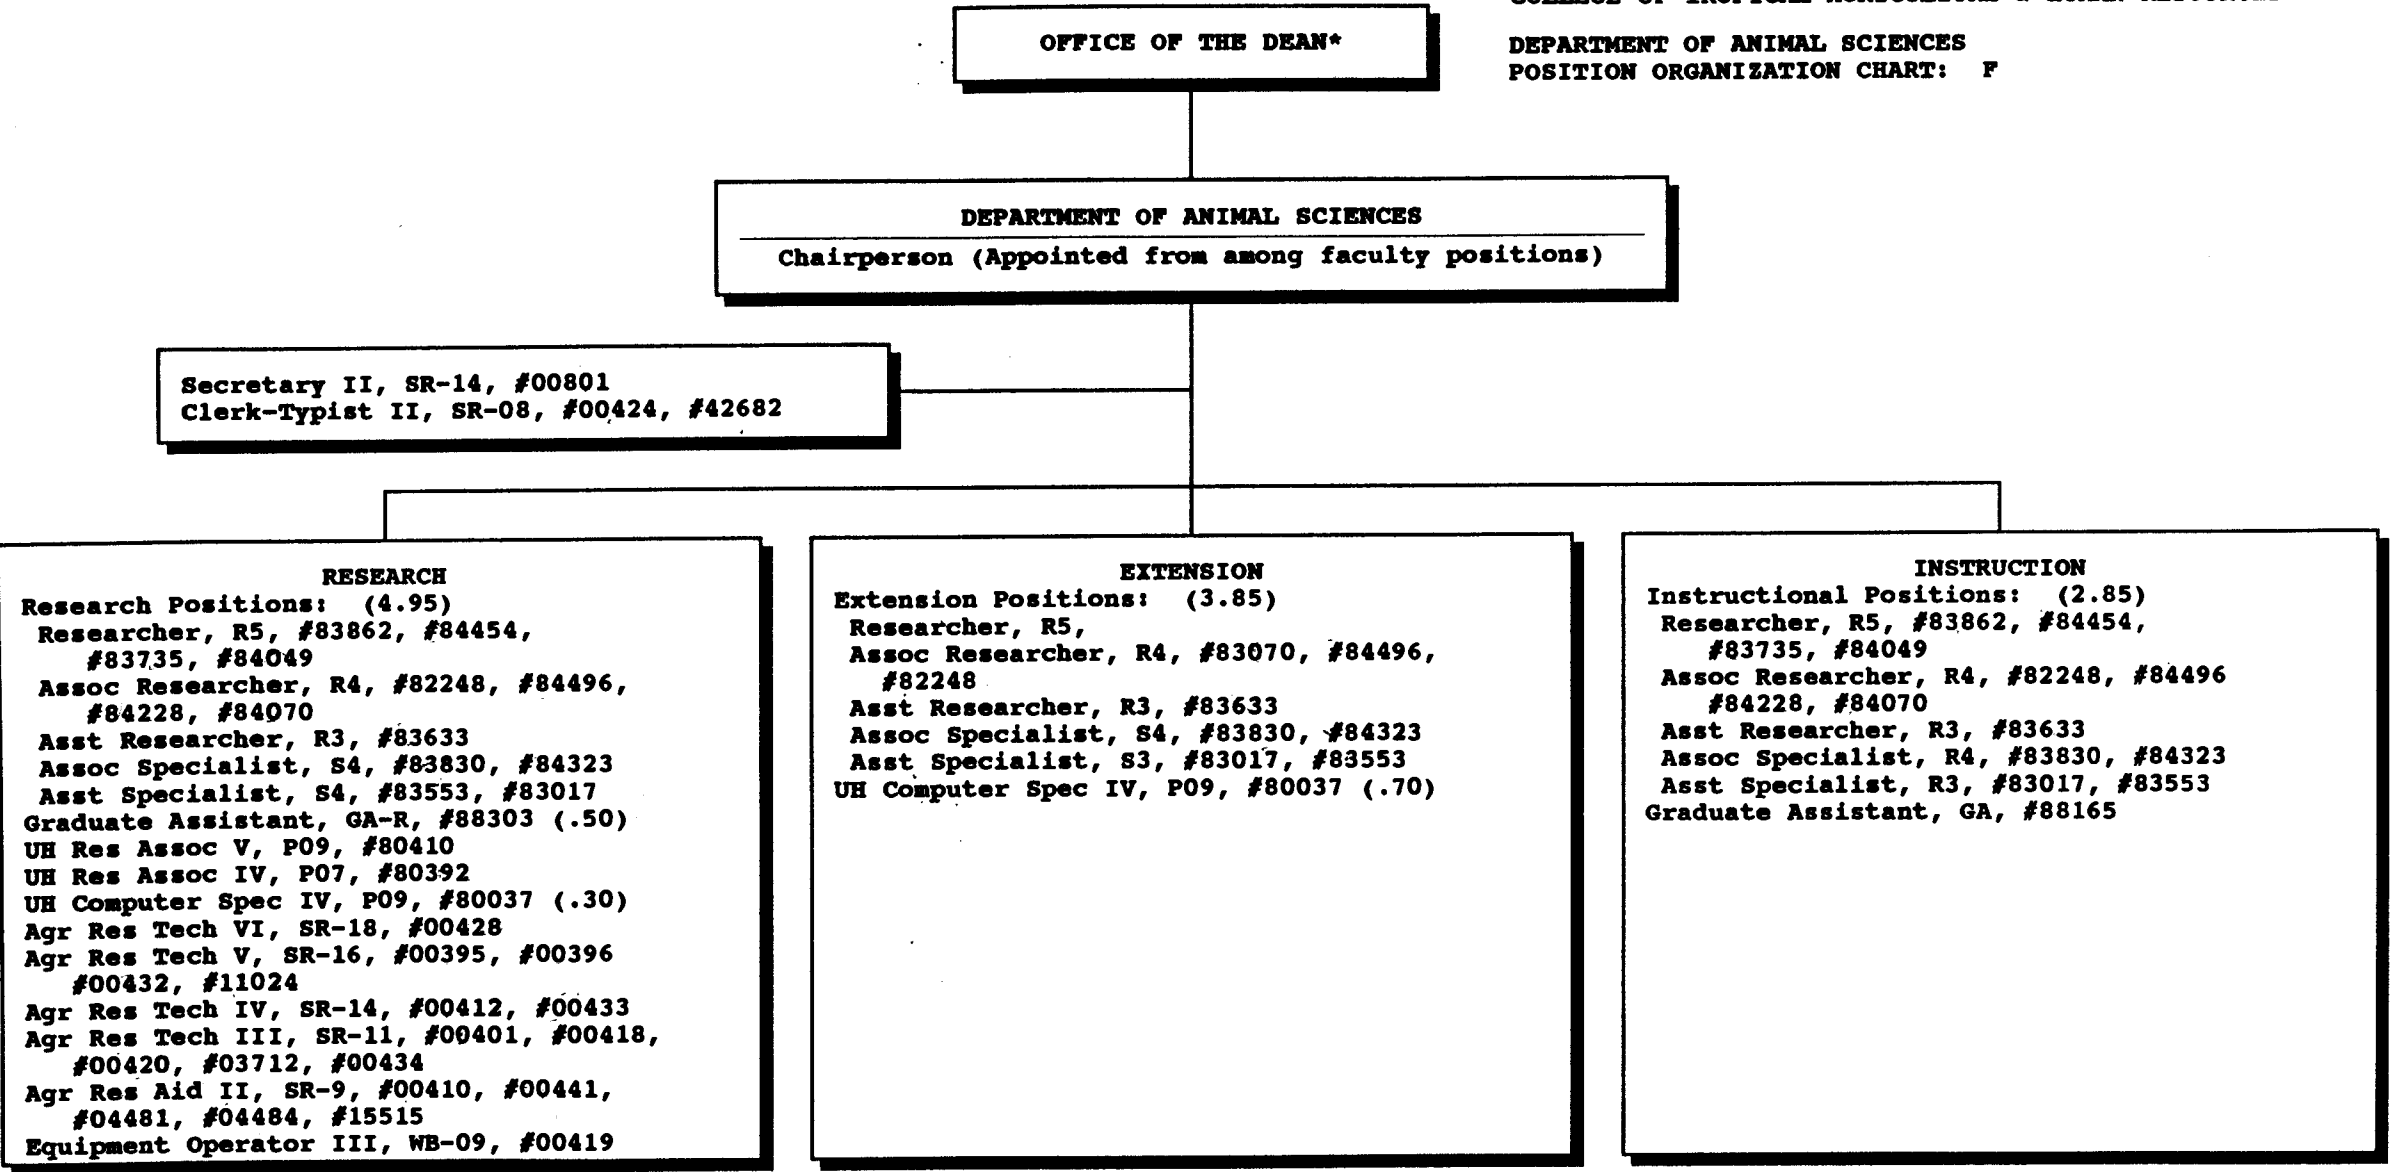 OFFICE OF THE DEAN*
DEPARTMENT OF ANIMAL SCIENCES
POSITION ORGANIZATION CHART: F
DEPARTMENT OF ANIMAL SCIENCES
Chairperson (Appointed from among faculty positions)
Secretary II, SR-14, #00801
Clerk-Typist II, SR-08, #00424, #42682
RESEARCH
Research Positions: (4.95)
Researcher, R5, #83862, #84454,
#83735, #84049
Assoc Researcher, R4, #82248, #84496,
#84228, #84070
Asst Researcher, R3, #83633
Assoc Specialist, S4, #83830, #84323
Asst Specialist, S4, #83553, #83017
Graduate Assistant, GA-R, #88303 (.50)
UH Res Assoc V, P09, #80410
UH Res Assoc IV, P07, #80392
UH Computer Spec IV, P09, #80037 (.30)
Agr Res Tech VI, SR-18, #00428
Agr Res Tech V, SR-16, #00395, #00396
#00432, #11024
Agr Res Tech IV, SR-14, #00412, #00433
Agr Res Tech III, SR-11, #00401, #00418,
#00420, #03712, #00434
Agr Res Aid II, SR-9, #00410, #00441,
#04481, #04484, #15515
Equipment Operator III, WB-09, #00419
EXTENSION
Extension Positions: (3.85)
Researcher, R5,
Assoc Researcher, R4, #83070, #84496,
#82248
Asst Researcher, R3, #83633
Assoc Specialist, S4, #83830, #84323
Asst Specialist, S3, #83017, #83553
UH Computer Spec IV, P09, #80037 (.70)
INSTRUCTION
Instructional Positions: (2.85)
Researcher, R5, #83862, #84454,
#83735, #84049
Assoc Researcher, R4, #82248, #84496
#84228, #84070
Asst Researcher, R3, #83633
Assoc Specialist, R4, #83830, #84323
Asst Specialist, R3, #83017, #83553
Graduate Assistant, GA, #88165